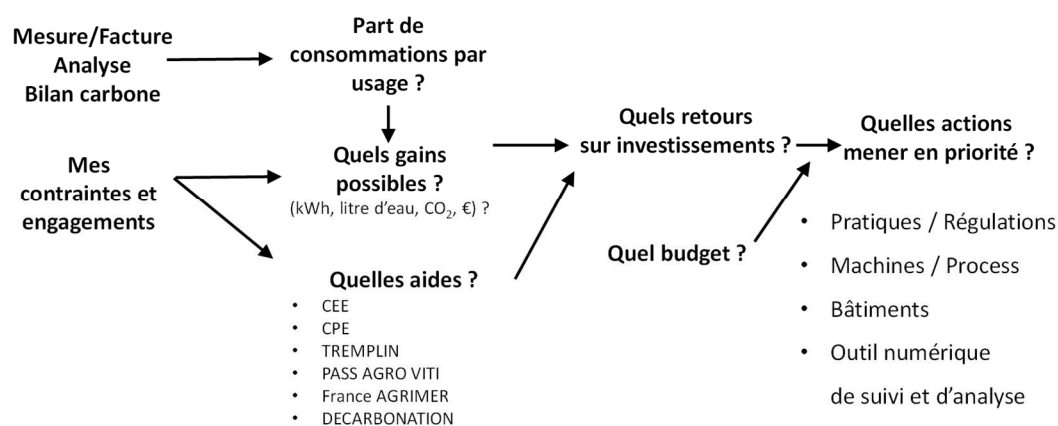 Mesure/Facture
Analyse
Bilan carbone
Part de
consommations par
usage ?
Mes
contraintes et
engagements
Quels gains
possibles ?
(kWh, litre d'eau, CO₂, €) ?
Quelles aides ?
• CEE
• CPE
• TREMPLIN
• PASS AGRO VITI
• France AGRIMER
• DECARBONATION
Quels retours
sur investissements ?
Quel budget ?
Quelles actions
mener en priorité ?
• Pratiques / Régulations
• Machines / Process
• Bâtiments
• Outil numérique
de suivi et d'analyse